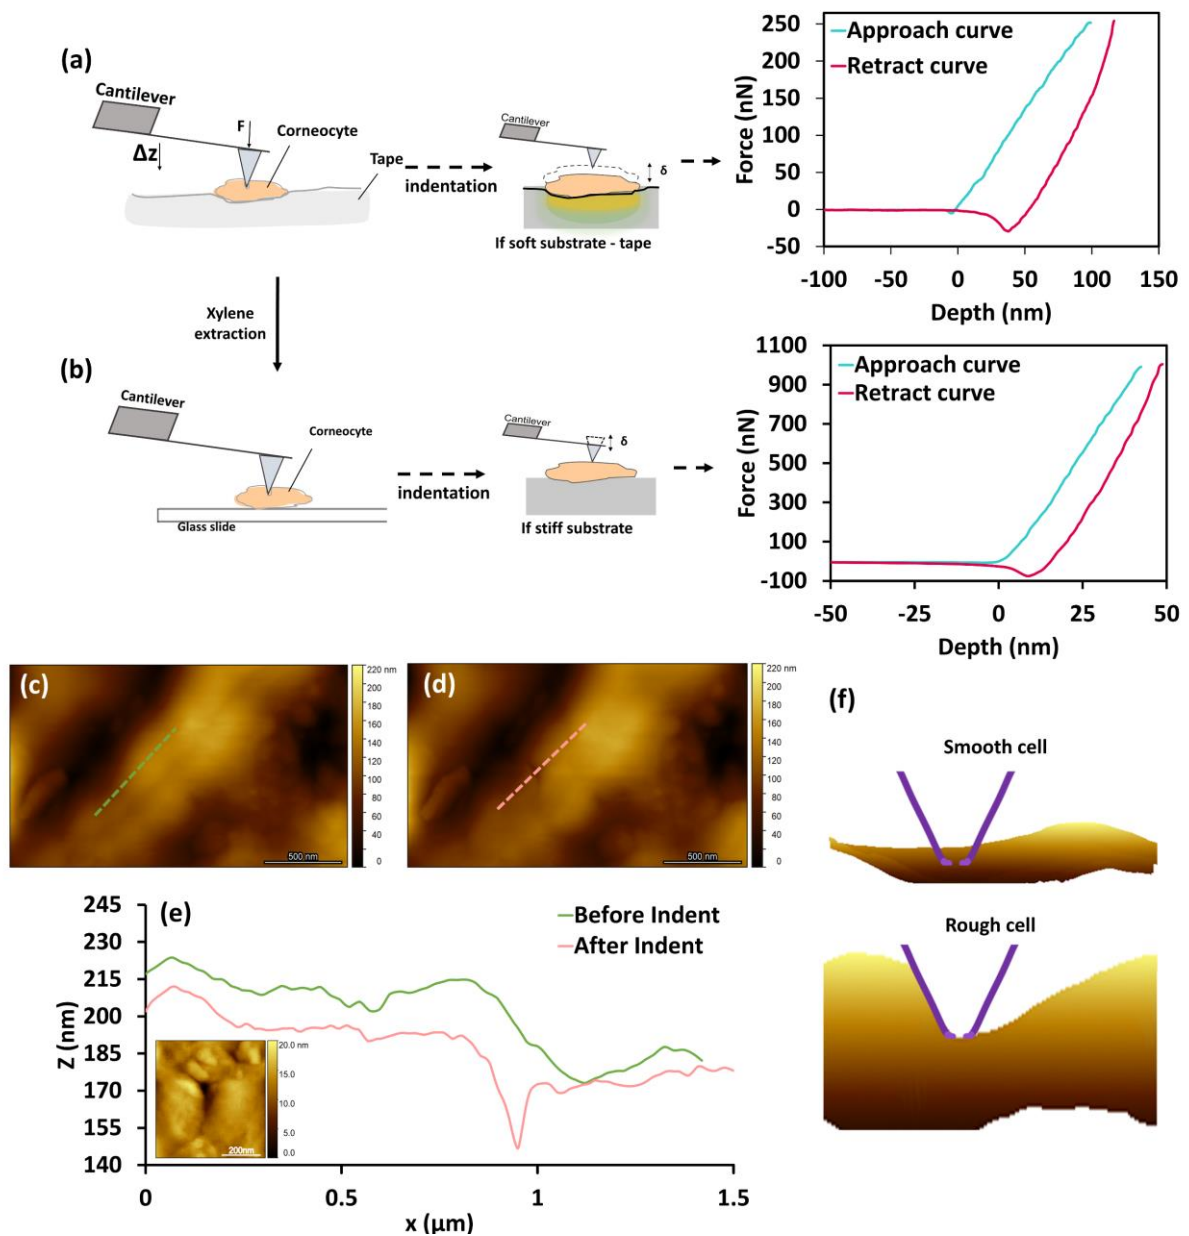 (a)
Cantilever
Δz
F
Corneocyte
Tape
indentation
Cantilever
δ
If soft substrate - tape
250
200
150
100
50
0
-50
Force (nN)
Approach curve
Retract curve
-100 -50 0 50 100 150
Depth (nm)
Xylene
extraction
(b)
Cantilever
Corneocyte
Glass slide
indentation
Cantilever
δ
If stiff substrate
1100
900
700
500
300
100
-100
Force (nN)
Approach curve
Retract curve
-50 -25 0 25 50
Depth (nm)
(c)
500 nm
220 nm
200
180
160
140
120
100
80
60
40
20
0
(d)
500 nm
220 nm
200
180
160
140
120
100
80
60
40
20
0
(e)
Before Indent
After Indent
245
230
215
200
185
170
155
140
Z (nm)
20.0 nm
15.0
10.0
5.0
0.0
200nm
0 0.5 1 1.5
x (μm)
(f)
Smooth cell
Rough cell